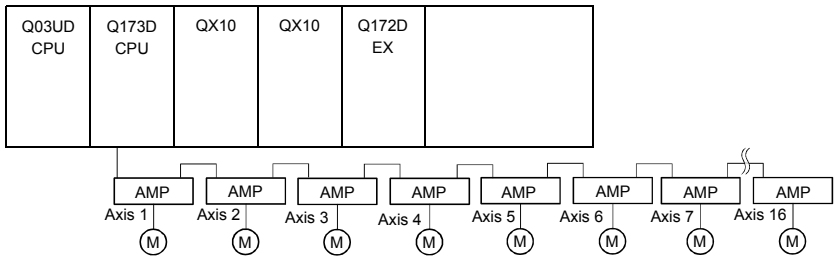 Q03UD
CPU
Q173D
CPU
QX10
QX10
Q172D
EX
AMP
AMP
AMP
AMP
AMP
AMP
AMP
AMP
Axis 1
Axis 2
Axis 3
Axis 4
Axis 5
Axis 6
Axis 7
Axis 16
M
M
M
M
M
M
M
M